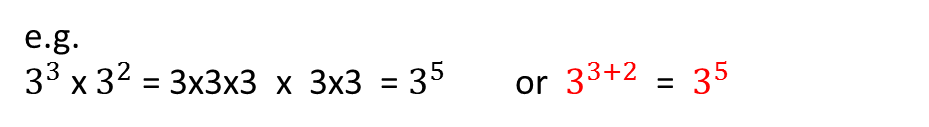 e.g.
3³ x 3² = 3x3x3 x 3x3 = 3⁵ or 3³⁺² = 3⁵